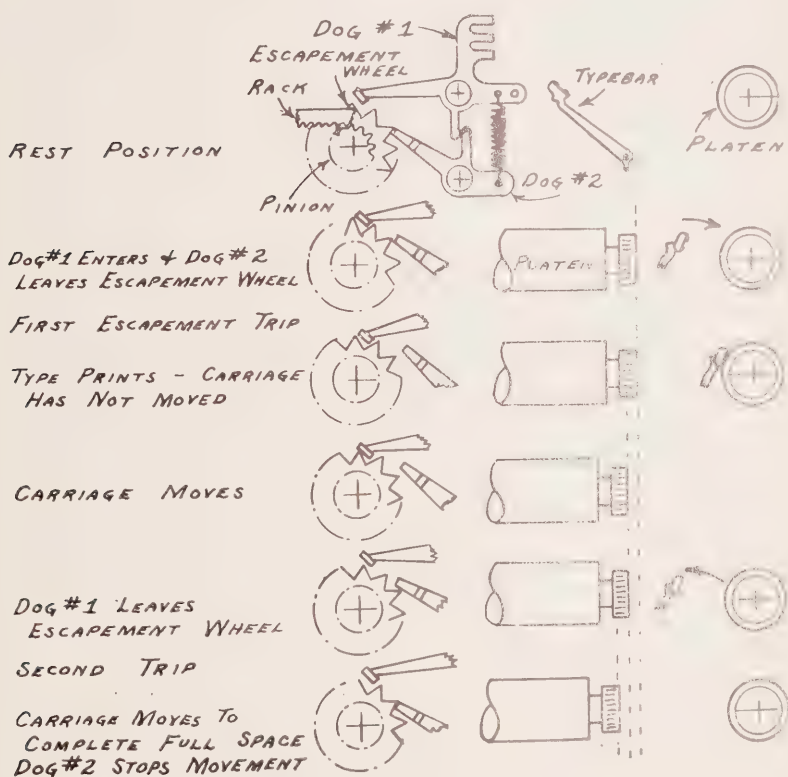 DOG #1
ESCAPEMENT
WHEEL
RACK
TYPEBAR
PLATEN
REST POSITION
PINION
DOG #2
DOG #1 ENTERS & DOG #2
LEAVES ESCAPEMENT WHEEL
PLATEN
FIRST ESCAPEMENT TRIP
TYPE PRINTS - CARRIAGE
HAS NOT MOVED
CARRIAGE MOVES
DOG #1 LEAVES
ESCAPEMENT WHEEL
SECOND TRIP
CARRIAGE MOVES TO
COMPLETE FULL SPACE
DOG #2 STOPS MOVEMENT